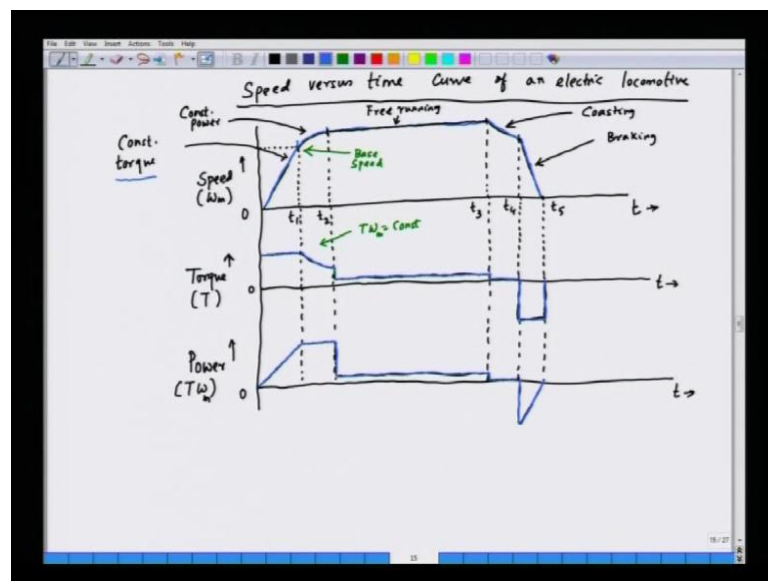 File Edit View Insert Actions Tools Help
B I
Speed versus time Curve of an electric locomotive
Const. power
Free running
Coasting
Const. torque
Base Speed
Braking
Speed (ωm)
0
t1 t2 t3 t4 t5 t→
Tωm = Const
Torque (T)
0
t→
Power (Tωm)
0
t→
15/27
15